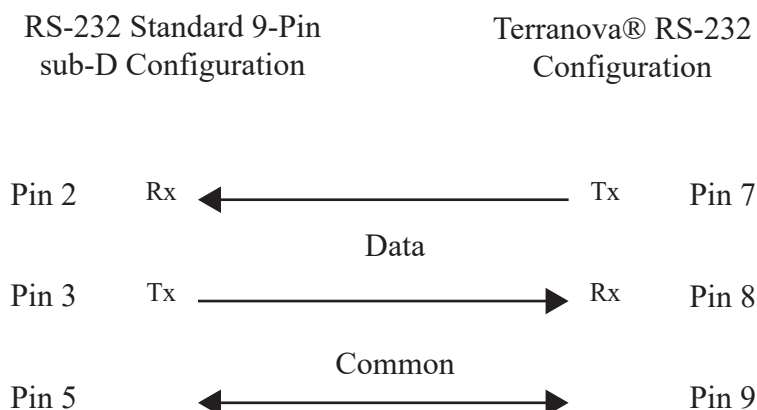 RS-232 Standard 9-Pin
sub-D Configuration
Terranova® RS-232
Configuration
Pin 2 Rx Tx Pin 7
Data
Pin 3 Tx Rx Pin 8
Common
Pin 5 Pin 9